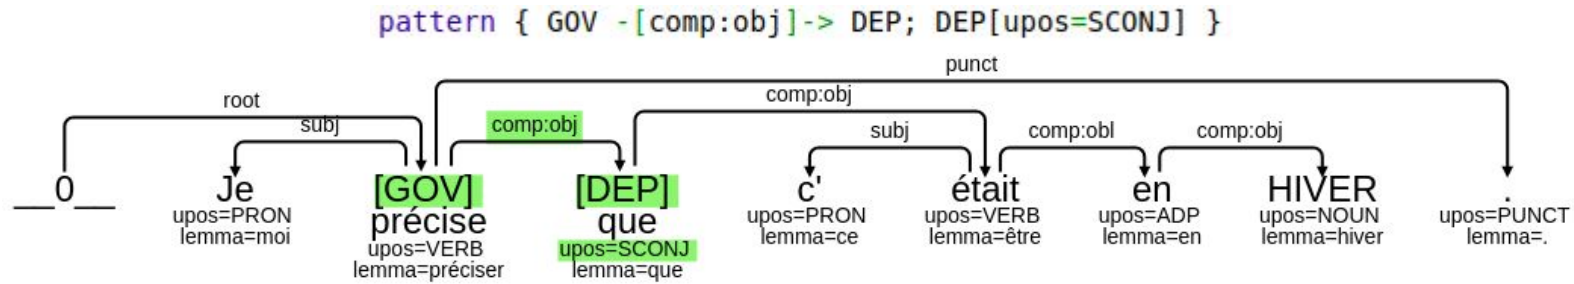 pattern { GOV -[comp:obj]-> DEP; DEP[upos=SCONJ] }
punct
root comp:obj
subj comp:obj subj comp:obl comp:obj
__0__ Je [GOV] [DEP] c' était en HIVER .
précise que
upos=PRON upos=VERB upos=SCONJ upos=PRON upos=VERB upos=ADP upos=NOUN upos=PUNCT
lemma=moi lemma=préciser lemma=que lemma=ce lemma=être lemma=en lemma=hiver lemma=.